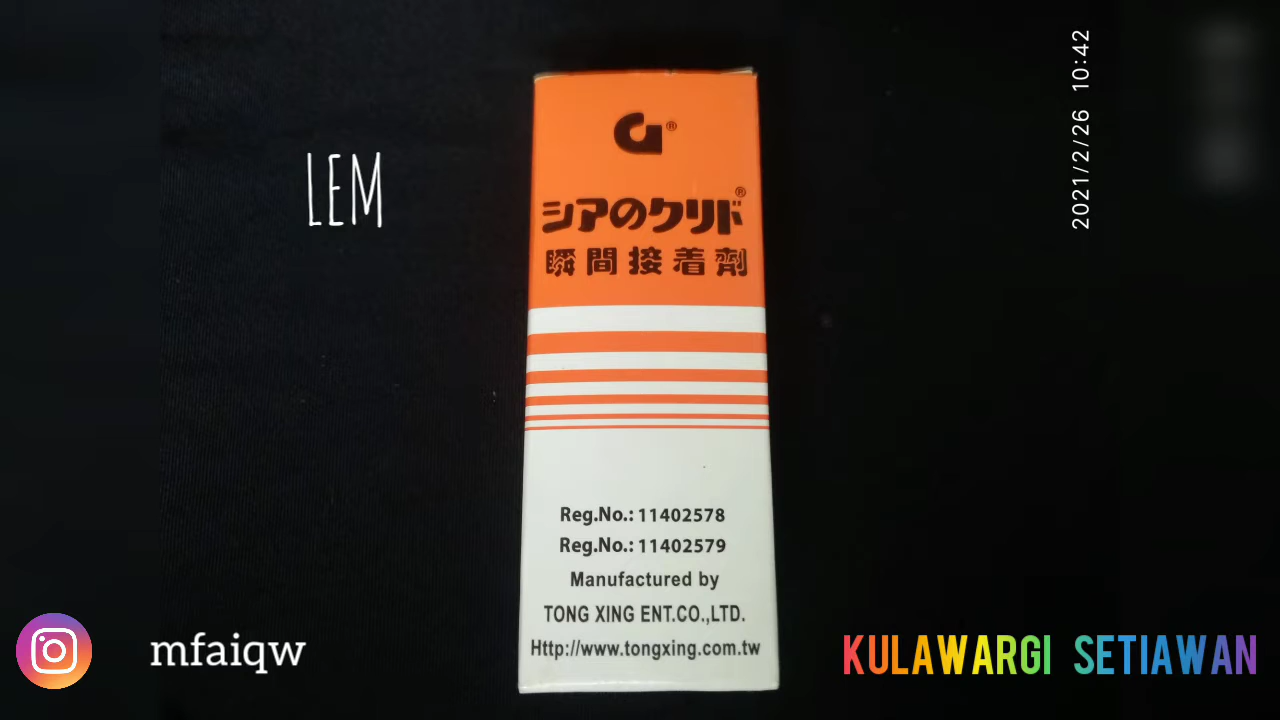 LEM
2021/2/26 10:42
G®
シアのクリド®
瞬間接着劑
Reg.No.: 11402578
Reg.No.: 11402579
Manufactured by
TONG XING ENT.CO.,LTD.
Http://www.tongxing.com.tw
mfaiqw
KULAWARGI SETIAWAN